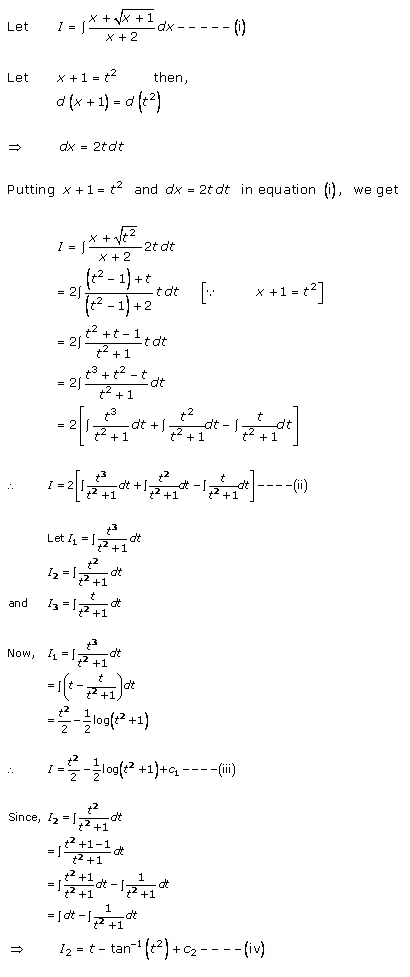 Let I = ∫ (x + √(x + 1))/(x + 2) dx - - - - - (i)
Let x + 1 = t² then,
d(x + 1) = d(t²)
⇒ dx = 2t dt
Putting x + 1 = t² and dx = 2t dt in equation (i), we get
I = ∫ (x + √t²)/(x + 2) 2t dt
= 2∫ ((t² − 1) + t)/((t² − 1) + 2) t dt [∵ x + 1 = t²]
= 2∫ (t² + t − 1)/(t² + 1) t dt
= 2∫ (t³ + t² − t)/(t² + 1) dt
= 2[∫ t³/(t² + 1) dt + ∫ t²/(t² + 1) dt − ∫ t/(t² + 1) dt]
∴ I = 2[∫ t³/(t² + 1) dt + ∫ t²/(t² + 1) dt − ∫ t/(t² + 1) dt] - - - - (ii)
Let I₁ = ∫ t³/(t² + 1) dt
I₂ = ∫ t²/(t² + 1) dt
and I₃ = ∫ t/(t² + 1) dt
Now, I₁ = ∫ t³/(t² + 1) dt
= ∫ (t − t/(t² + 1)) dt
= t²/2 − 1/2 log(t² + 1)
∴ I = t²/2 − 1/2 log(t² + 1) + c₁ - - - - (iii)
Since, I₂ = ∫ t²/(t² + 1) dt
= ∫ (t² + 1 − 1)/(t² + 1) dt
= ∫ (t² + 1)/(t² + 1) dt − ∫ 1/(t² + 1) dt
= ∫ dt − ∫ 1/(t² + 1) dt
⇒ I₂ = t − tan⁻¹(t²) + c₂ - - - - (iv)